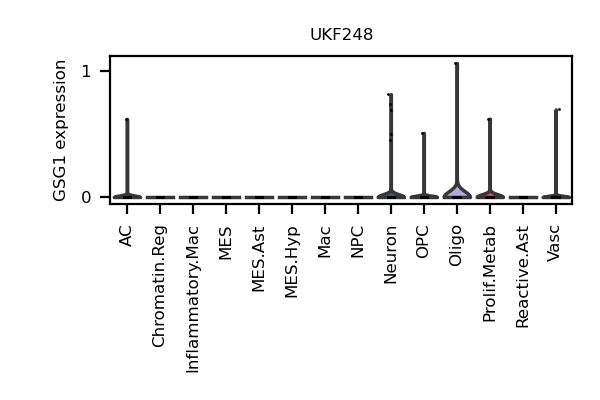 UKF248
GSG1 expression
1
0
AC
Chromatin.Reg
Inflammatory.Mac
MES
MES.Ast
MES.Hyp
Mac
NPC
Neuron
OPC
Oligo
Prolif.Metab
Reactive.Ast
Vasc